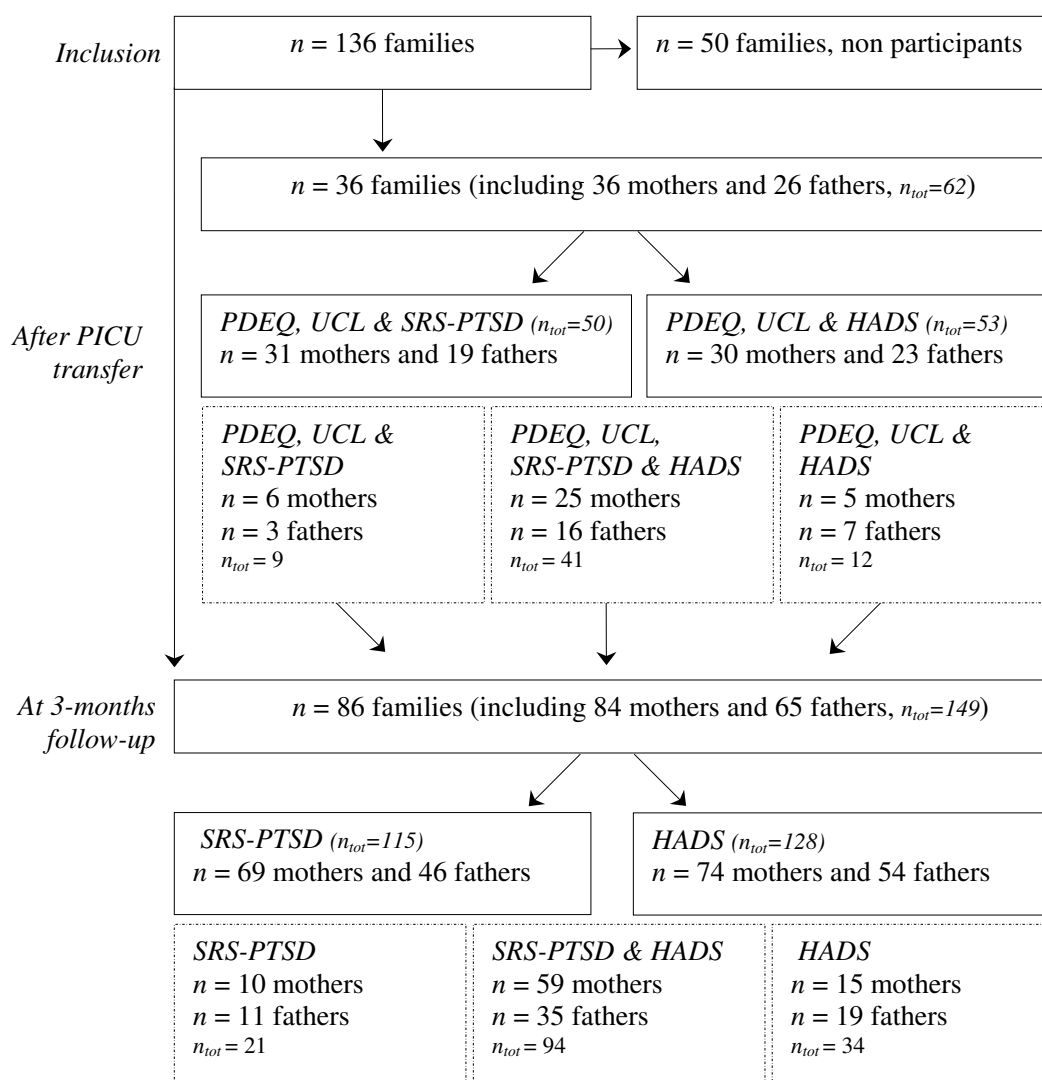 Inclusion
n = 136 families
n = 50 families, non participants
n = 36 families (including 36 mothers and 26 fathers, ntot=62)
After PICU
transfer
PDEQ, UCL & SRS-PTSD (ntot=50)
n = 31 mothers and 19 fathers
PDEQ, UCL & HADS (ntot=53)
n = 30 mothers and 23 fathers
PDEQ, UCL &
SRS-PTSD
n = 6 mothers
n = 3 fathers
ntot = 9
PDEQ, UCL,
SRS-PTSD & HADS
n = 25 mothers
n = 16 fathers
ntot = 41
PDEQ, UCL &
HADS
n = 5 mothers
n = 7 fathers
ntot = 12
At 3-months
follow-up
n = 86 families (including 84 mothers and 65 fathers, ntot=149)
SRS-PTSD (ntot=115)
n = 69 mothers and 46 fathers
HADS (ntot=128)
n = 74 mothers and 54 fathers
SRS-PTSD
n = 10 mothers
n = 11 fathers
ntot = 21
SRS-PTSD & HADS
n = 59 mothers
n = 35 fathers
ntot = 94
HADS
n = 15 mothers
n = 19 fathers
ntot = 34